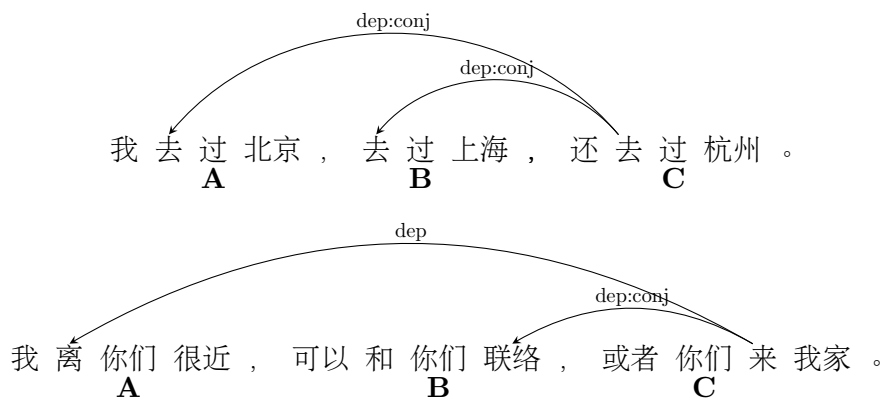 dep:conj
dep:conj
我 去 过 北京 , 去 过 上海 , 还 去 过 杭州 。
A B C
dep
dep:conj
我 离 你们 很近 , 可以 和 你们 联络 , 或者 你们 来 我家 。
A B C